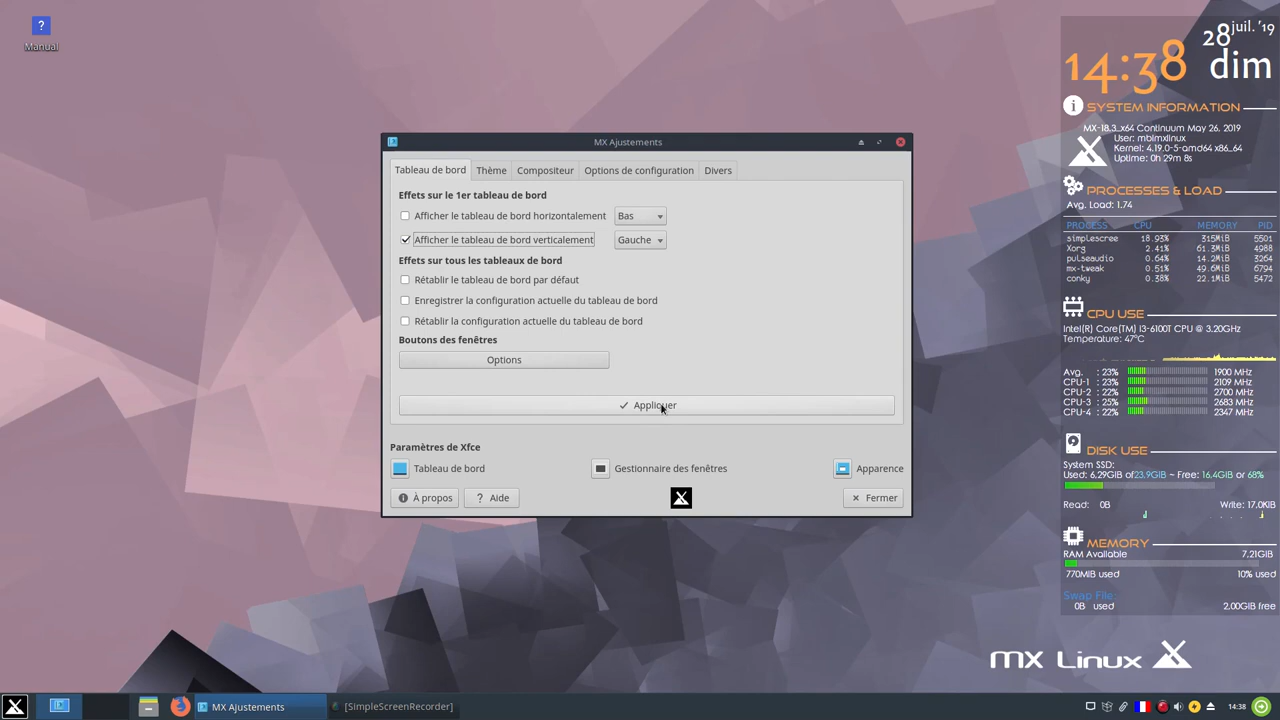 ?
Manual
28 juil. '19
14:38 dim
SYSTEM INFORMATION
MX-18.3_x64 Continuum May 26, 2019
User: mblmxlinux
Kernel: 4.19.0-5-amd64 x86_64
Uptime: 0h 29m 8s
PROCESSES & LOAD
Avg. Load: 1.74
PROCESS CPU MEMORY PID
simplescree 18.93% 315MiB 5501
Xorg 2.41% 61.3MiB 4988
pulseaudio 0.64% 14.2MiB 3264
mx-tweak 0.51% 49.6MiB 6794
conky 0.38% 22.1MiB 5472
CPU USE
Intel(R) Core(TM) i3-6100T CPU @ 3.20GHz
Temperature: 47°C
Avg. : 23% 1900 MHz
CPU-1 : 23% 2109 MHz
CPU-2 : 22% 2700 MHz
CPU-3 : 25% 2683 MHz
CPU-4 : 22% 2347 MHz
DISK USE
System SSD:
Used: 6.29GiB of 23.9GiB ~ Free: 16.4GiB or 68%
Read: 0B Write: 17.0KiB
MEMORY
RAM Available 7.21GiB
770MiB used 10% used
Swap File:
0B used 2.00GiB free
mx Linux
MX Ajustements
Tableau de bord Thème Compositeur Options de configuration Divers
Effets sur le 1er tableau de bord
Afficher le tableau de bord horizontalement Bas
Afficher le tableau de bord verticalement Gauche
Effets sur tous les tableaux de bord
Rétablir le tableau de bord par défaut
Enregistrer la configuration actuelle du tableau de bord
Rétablir la configuration actuelle du tableau de bord
Boutons des fenêtres
Options
Appliquer
Paramètres de Xfce
Tableau de bord Gestionnaire des fenêtres Apparence
À propos ? Aide Fermer
MX Ajustements [SimpleScreenRecorder] 14:38